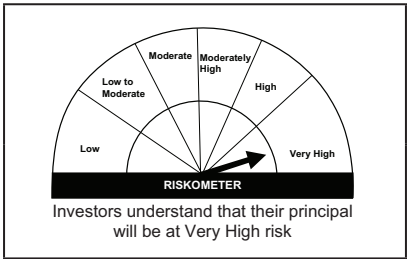 Moderate
Moderately
High
Low to
Moderate
High
Low
Very High
RISKOMETER
Investors understand that their principal
will be at Very High risk